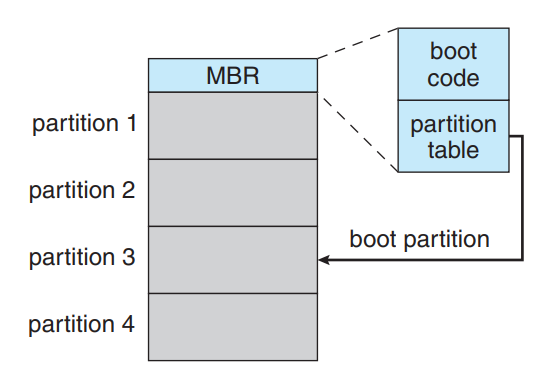 MBR
boot
code
partition
table
partition 1
partition 2
partition 3
partition 4
boot partition